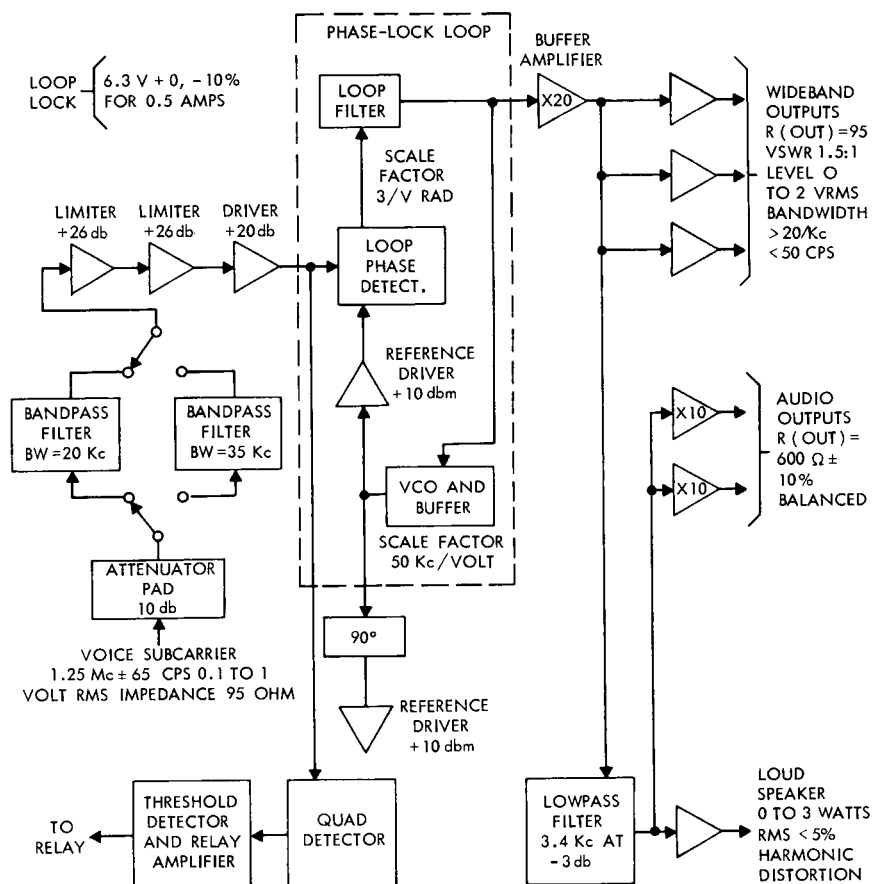 PHASE-LOCK LOOP
BUFFER
AMPLIFIER
LOOP
LOCK
6.3 V + 0, -10%
FOR 0.5 AMPS
LOOP
FILTER
X20
WIDEBAND
OUTPUTS
R (OUT) = 95
VSWR 1.5:1
LEVEL O
TO 2 VRMS
BANDWIDTH
> 20/Kc
< 50 CPS
SCALE
FACTOR
3/V RAD
LIMITER
+26 db
LIMITER
+26 db
DRIVER
+20 db
LOOP
PHASE
DETECT.
REFERENCE
DRIVER
+10 dbm
BANDPASS
FILTER
BW = 20 Kc
BANDPASS
FILTER
BW = 35 Kc
X10
X10
AUDIO
OUTPUTS
R (OUT) =
600 Ω ±
10%
BALANCED
VCO AND
BUFFER
SCALE FACTOR
50 Kc/VOLT
ATTENUATOR
PAD
10 db
VOICE SUBCARRIER
1.25 Mc ± 65 CPS 0.1 TO 1
VOLT RMS IMPEDANCE 95 OHM
90°
REFERENCE
DRIVER
+10 dbm
TO
RELAY
THRESHOLD
DETECTOR
AND RELAY
AMPLIFIER
QUAD
DETECTOR
LOWPASS
FILTER
3.4 Kc AT
-3 db
LOUD
SPEAKER
0 TO 3 WATTS
RMS < 5%
HARMONIC
DISTORTION